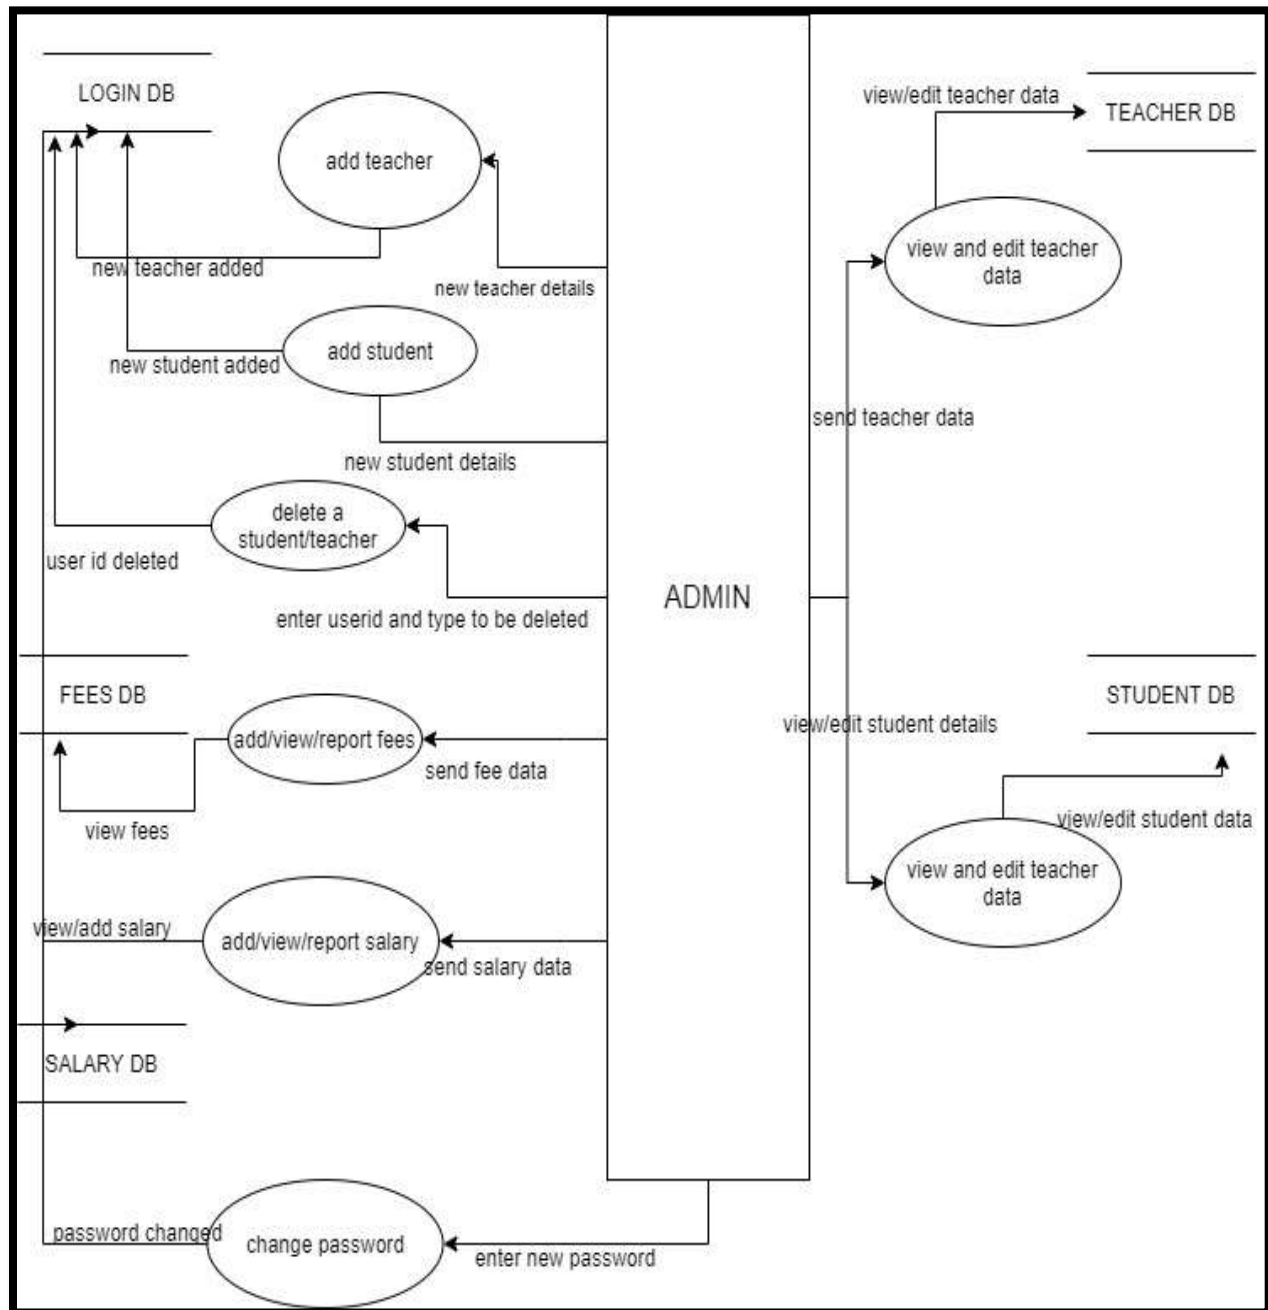 LOGIN DB
add teacher
new teacher added
new teacher details
add student
new student added
new student details
delete a
student/teacher
user id deleted
enter userid and type to be deleted
FEES DB
add/view/report fees
send fee data
view fees
view/add salary
add/view/report salary
send salary data
SALARY DB
password changed
change password
enter new password
ADMIN
view/edit teacher data
TEACHER DB
view and edit teacher
data
send teacher data
STUDENT DB
view/edit student details
view/edit student data
view and edit teacher
data